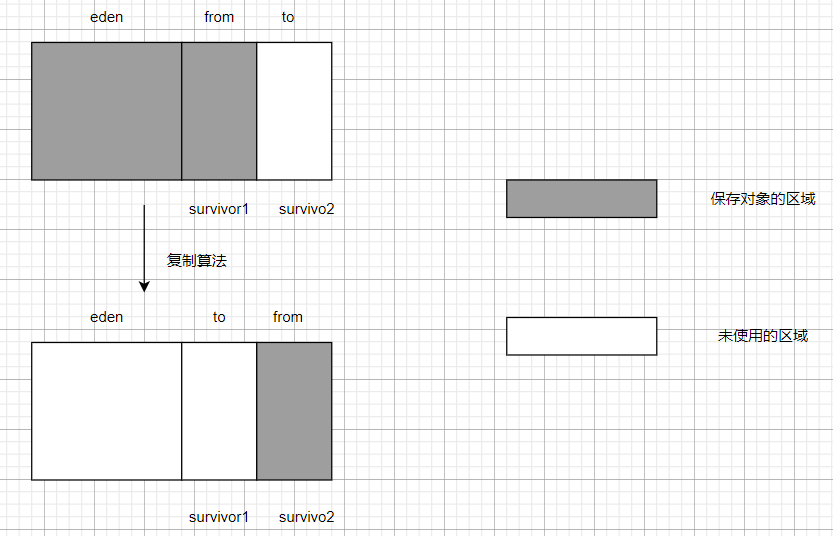 eden from to
survivor1 survivo2
保存对象的区域
复制算法
eden to from
未使用的区域
survivor1 survivo2